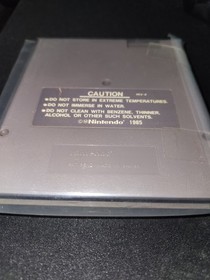 CAUTION
★DO NOT STORE IN EXTREME TEMPERATURES.
★DO NOT IMMERSE IN WATER.
★DO NOT CLEAN WITH BENZENE, THINNER,
ALCOHOL OR OTHER SUCH SOLVENTS.
©®Nintendo 1985